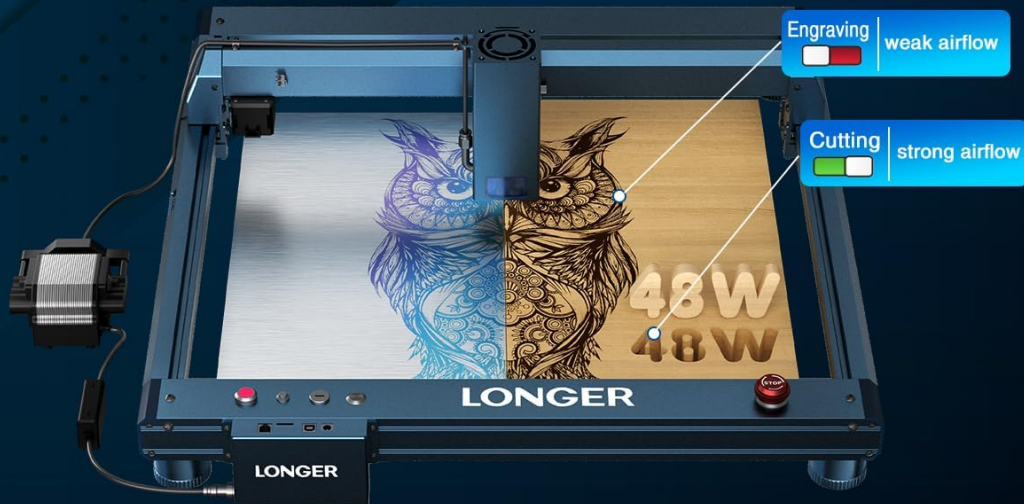 Engraving
weak airflow
Cutting
strong airflow
48W
48W
LONGER
STOP
LONGER